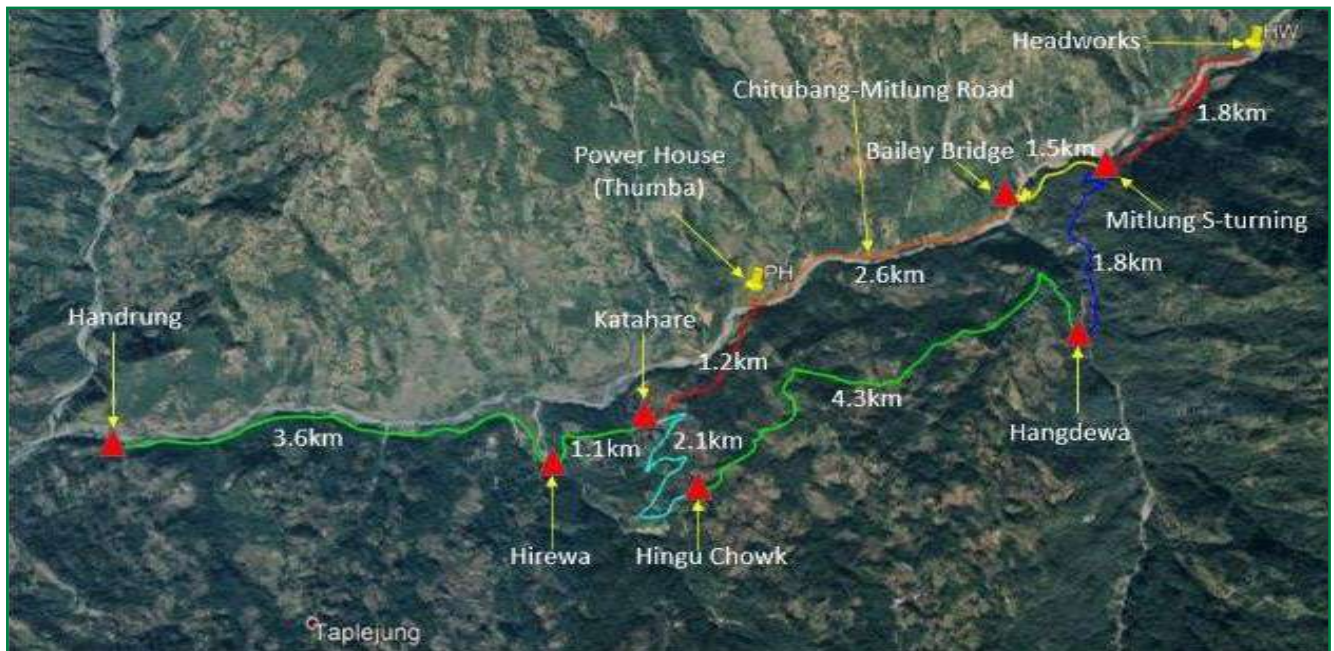 HW
Headworks
Chitubang-Mitlung Road
1.8km
Bailey Bridge
1.5km
Power House
(Thumba)
Mitlung S-turning
PH
2.6km
1.8km
Handrung
Katahare
1.2km
4.3km
3.6km
1.1km
2.1km
Hangdewa
Hirewa
Hingu Chowk
Taplejung